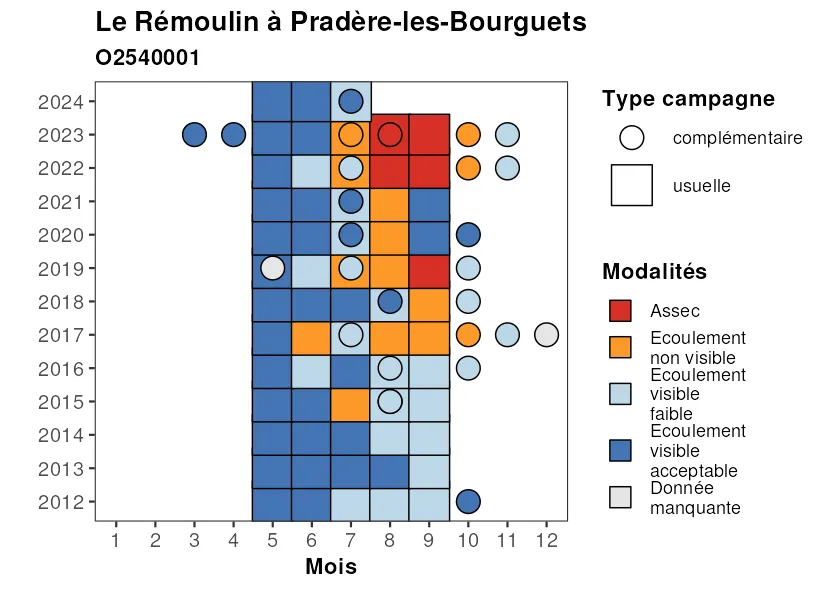 Le Rémoulin à Pradère-les-Bourguets
O2540001
2024
2023
2022
2021
2020
2019
2018
2017
2016
2015
2014
2013
2012
1 2 3 4 5 6 7 8 9 10 11 12
Mois
Type campagne
complémentaire
usuelle
Modalités
Assec
Ecoulement
non visible
Ecoulement
visible
faible
Ecoulement
visible
acceptable
Donnée
manquante